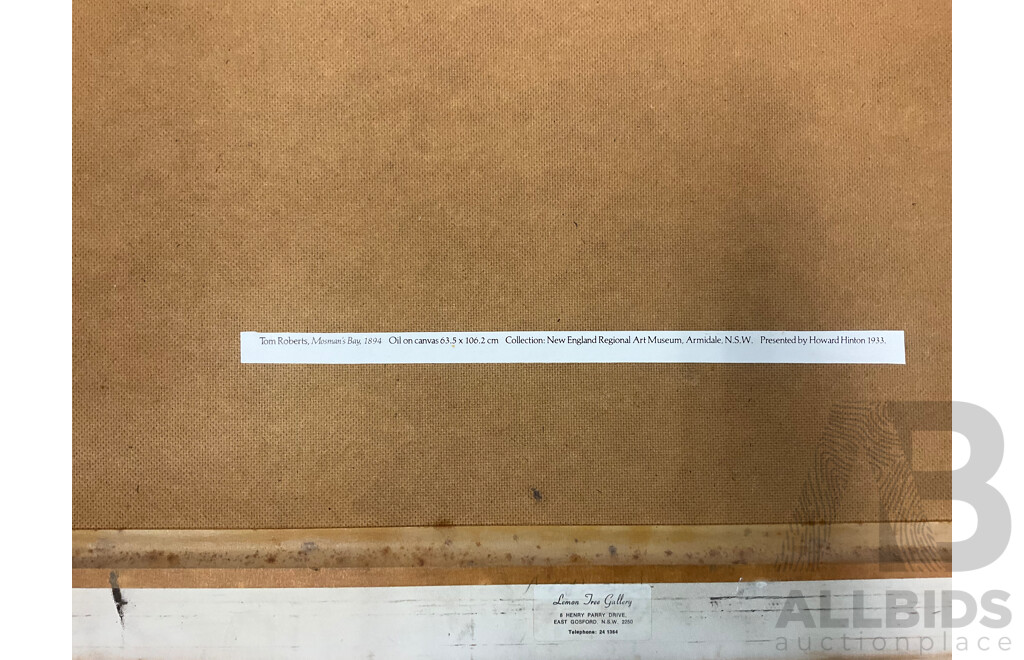 Tom Roberts, Mosman's Bay, 1894 Oil on canvas 63.5 x 106.2 cm Collection: New England Regional Art Museum, Armidale, N.S.W. Presented by Howard Hinton 1933.
Lemon Tree Gallery
6 HENRY PARRY DRIVE,
EAST GOSFORD. N.S.W. 2250
Telephone: 24 1364
AB
ALLBIDS
auctionplace